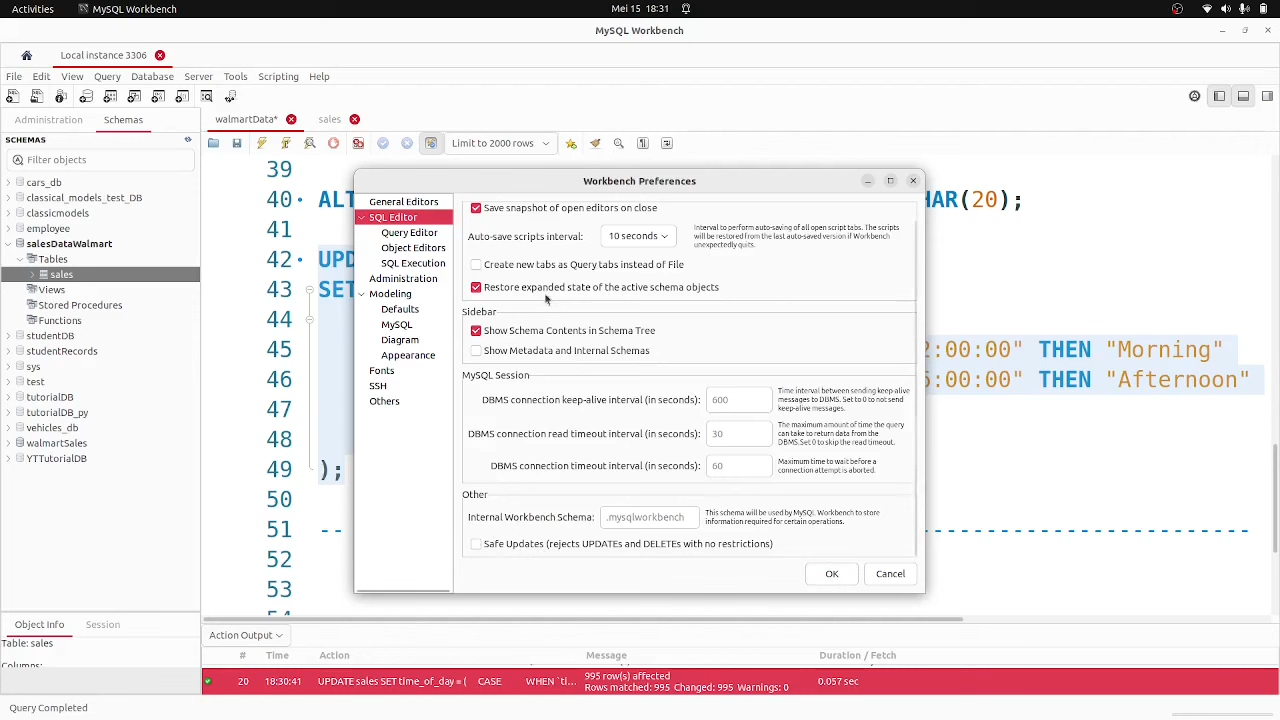 Activities
MySQL Workbench
Mei 15 18:31
MySQL Workbench
Local instance 3306
File Edit View Query Database Server Tools Scripting Help
Administration Schemas
SCHEMAS
Filter objects
cars_db
classical_models_test_DB
classicmodels
employee
salesDataWalmart
Tables
sales
Views
Stored Procedures
Functions
studentDB
studentRecords
sys
test
tutorialDB
tutorialDB_py
vehicles_db
walmartSales
YTTutorialDB
Object Info Session
Table: sales
Columns:
walmartData* sales
Limit to 2000 rows
39
40 ALT HAR(20);
41
42 UPD
43 SET
44
45 2:00:00" THEN "Morning"
46 :00:00" THEN "Afternoon"
47
48
49 );
50
51 --
52
53
Workbench Preferences
General Editors
SQL Editor
Query Editor
Object Editors
SQL Execution
Administration
Modeling
Defaults
MySQL
Diagram
Appearance
Fonts
SSH
Others
Save snapshot of open editors on close
Auto-save scripts interval: 10 seconds
Interval to perform auto-saving of all open script tabs. The scripts
will be restored from the last auto-saved version if Workbench
unexpectedly quits.
Create new tabs as Query tabs instead of File
Restore expanded state of the active schema objects
Sidebar
Show Schema Contents in Schema Tree
Show Metadata and Internal Schemas
MySQL Session
DBMS connection keep-alive interval (in seconds): 600
Time interval between sending keep-alive
messages to DBMS. Set to 0 to not send
keep-alive messages.
DBMS connection read timeout interval (in seconds): 30
The maximum amount of time the query
can take to return data from the
DBMS.Set 0 to skip the read timeout.
DBMS connection timeout interval (in seconds): 60
Maximum time to wait before a
connection attempt is aborted.
Other
Internal Workbench Schema: .mysqlworkbench
This schema will be used by MySQL Workbench to store
information required for certain operations.
Safe Updates (rejects UPDATEs and DELETEs with no restrictions)
OK Cancel
Action Output
# Time Action Message Duration / Fetch
20 18:30:41 UPDATE sales SET time_of_day = ( CASE WHEN `ti...
995 row(s) affected
Rows matched: 995 Changed: 995 Warnings: 0
0.057 sec
Query Completed